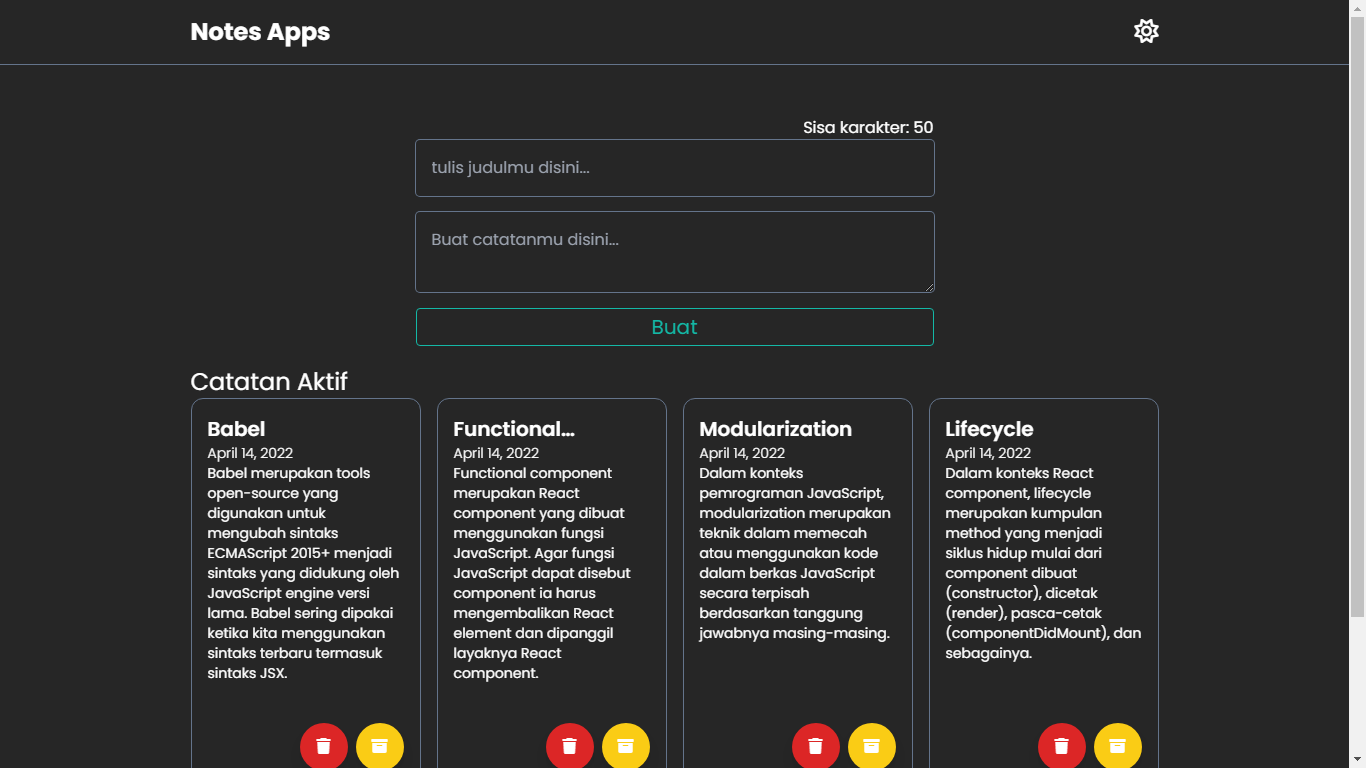 Notes Apps
Sisa karakter: 50
tulis judulmu disini...
Buat catatanmu disini...
Buat
Catatan Aktif
Babel
April 14, 2022
Babel merupakan tools
open-source yang
digunakan untuk
mengubah sintaks
ECMAScript 2015+ menjadi
sintaks yang didukung oleh
JavaScript engine versi
lama. Babel sering dipakai
ketika kita menggunakan
sintaks terbaru termasuk
sintaks JSX.
Functional...
April 14, 2022
Functional component
merupakan React
component yang dibuat
menggunakan fungsi
JavaScript. Agar fungsi
JavaScript dapat disebut
component ia harus
mengembalikan React
element dan dipanggil
layaknya React
component.
Modularization
April 14, 2022
Dalam konteks
pemrograman JavaScript,
modularization merupakan
teknik dalam memecah
atau menggunakan kode
dalam berkas JavaScript
secara terpisah
berdasarkan tanggung
jawabnya masing-masing.
Lifecycle
April 14, 2022
Dalam konteks React
component, lifecycle
merupakan kumpulan
method yang menjadi
siklus hidup mulai dari
component dibuat
(constructor), dicetak
(render), pasca-cetak
(componentDidMount), dan
sebagainya.